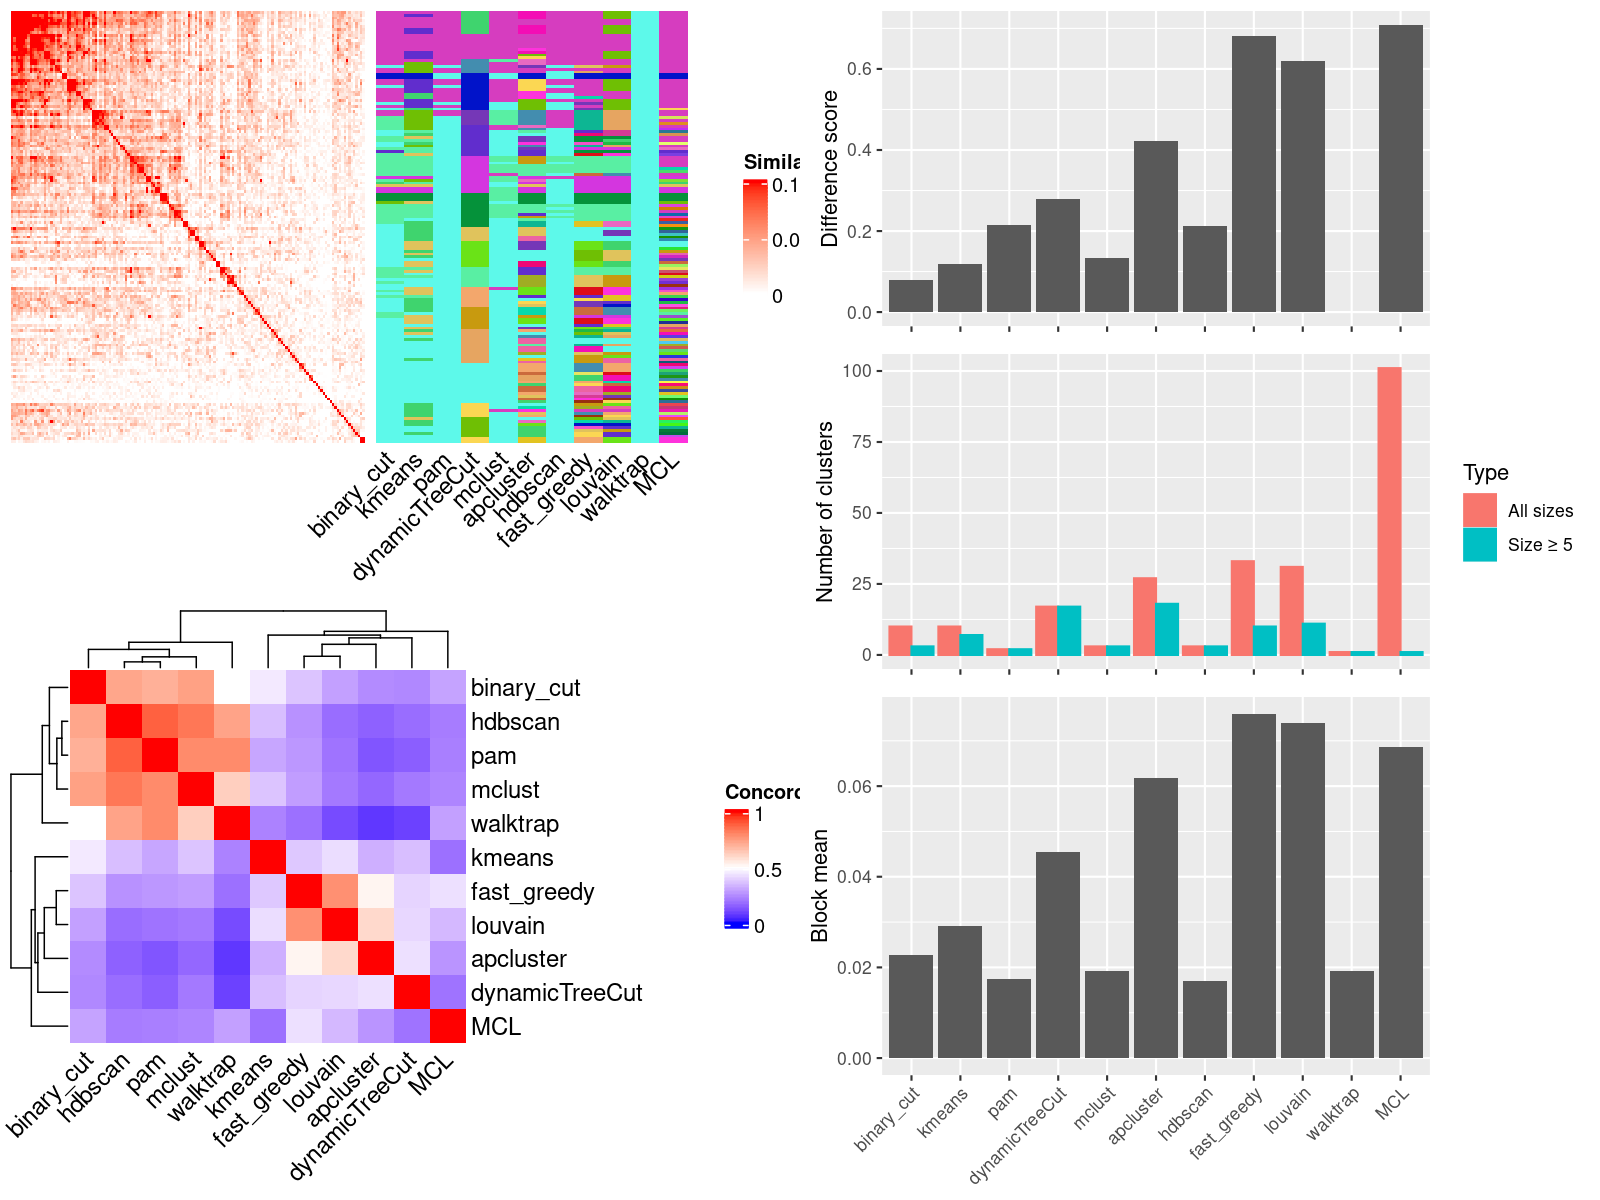 Simila
0.1
0.0
0
binary_cut
kmeans
pam
dynamicTreeCut
mclust
apcluster
hdbscan
fast_greedy
louvain
walktrap
MCL
binary_cut
hdbscan
pam
mclust
walktrap
kmeans
fast_greedy
louvain
apcluster
dynamicTreeCut
MCL
binary_cut
hdbscan
pam
mclust
walktrap
kmeans
fast_greedy
louvain
apcluster
dynamicTreeCut
MCL
Concord
1
0.5
0
Difference score
0.6
0.4
0.2
0.0
Number of clusters
100
75
50
25
0
Type
All sizes
Size ≥ 5
Block mean
0.06
0.04
0.02
0.00
binary_cut
kmeans
pam
dynamicTreeCut
mclust
apcluster
hdbscan
fast_greedy
louvain
walktrap
MCL